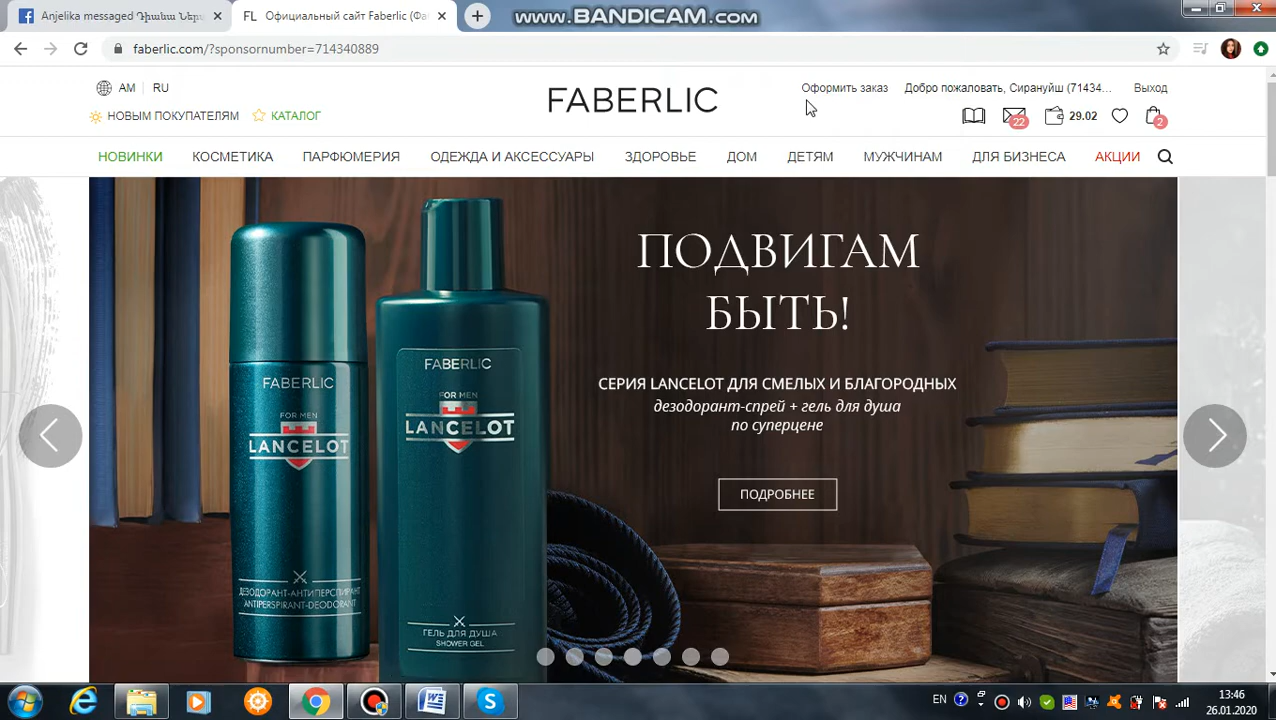 Anjelika messaged
Официальный сайт Faberlic (Фа
www.BANDICAM.com
faberlic.com/?sponsornumber=714340889
AM RU
FABERLIC
Оформить заказ
Добро пожаловать, Сирануйш (71434...
Выход
НОВЫМ ПОКУПАТЕЛЯМ
КАТАЛОГ
22
29.02
2
НОВИНКИ КОСМЕТИКА ПАРФЮМЕРИЯ ОДЕЖДА И АКСЕССУАРЫ ЗДОРОВЬЕ ДОМ ДЕТЯМ МУЖЧИНАМ ДЛЯ БИЗНЕСА АКЦИИ
ПОДВИГАМ
БЫТЬ!
СЕРИЯ LANCELOT ДЛЯ СМЕЛЫХ И БЛАГОРОДНЫХ
дезодорант-спрей + гель для душа
по суперцене
ПОДРОБНЕЕ
FABERLIC
FOR MEN
LANCELOT
ДЕЗОДОРАНТ-АНТИПЕРСПИРАНТ
ANTIPERSPIRANT-DEODORANT
FABERLIC
FOR MEN
LANCELOT
ГЕЛЬ ДЛЯ ДУША
SHOWER GEL
EN
13:46
26.01.2020